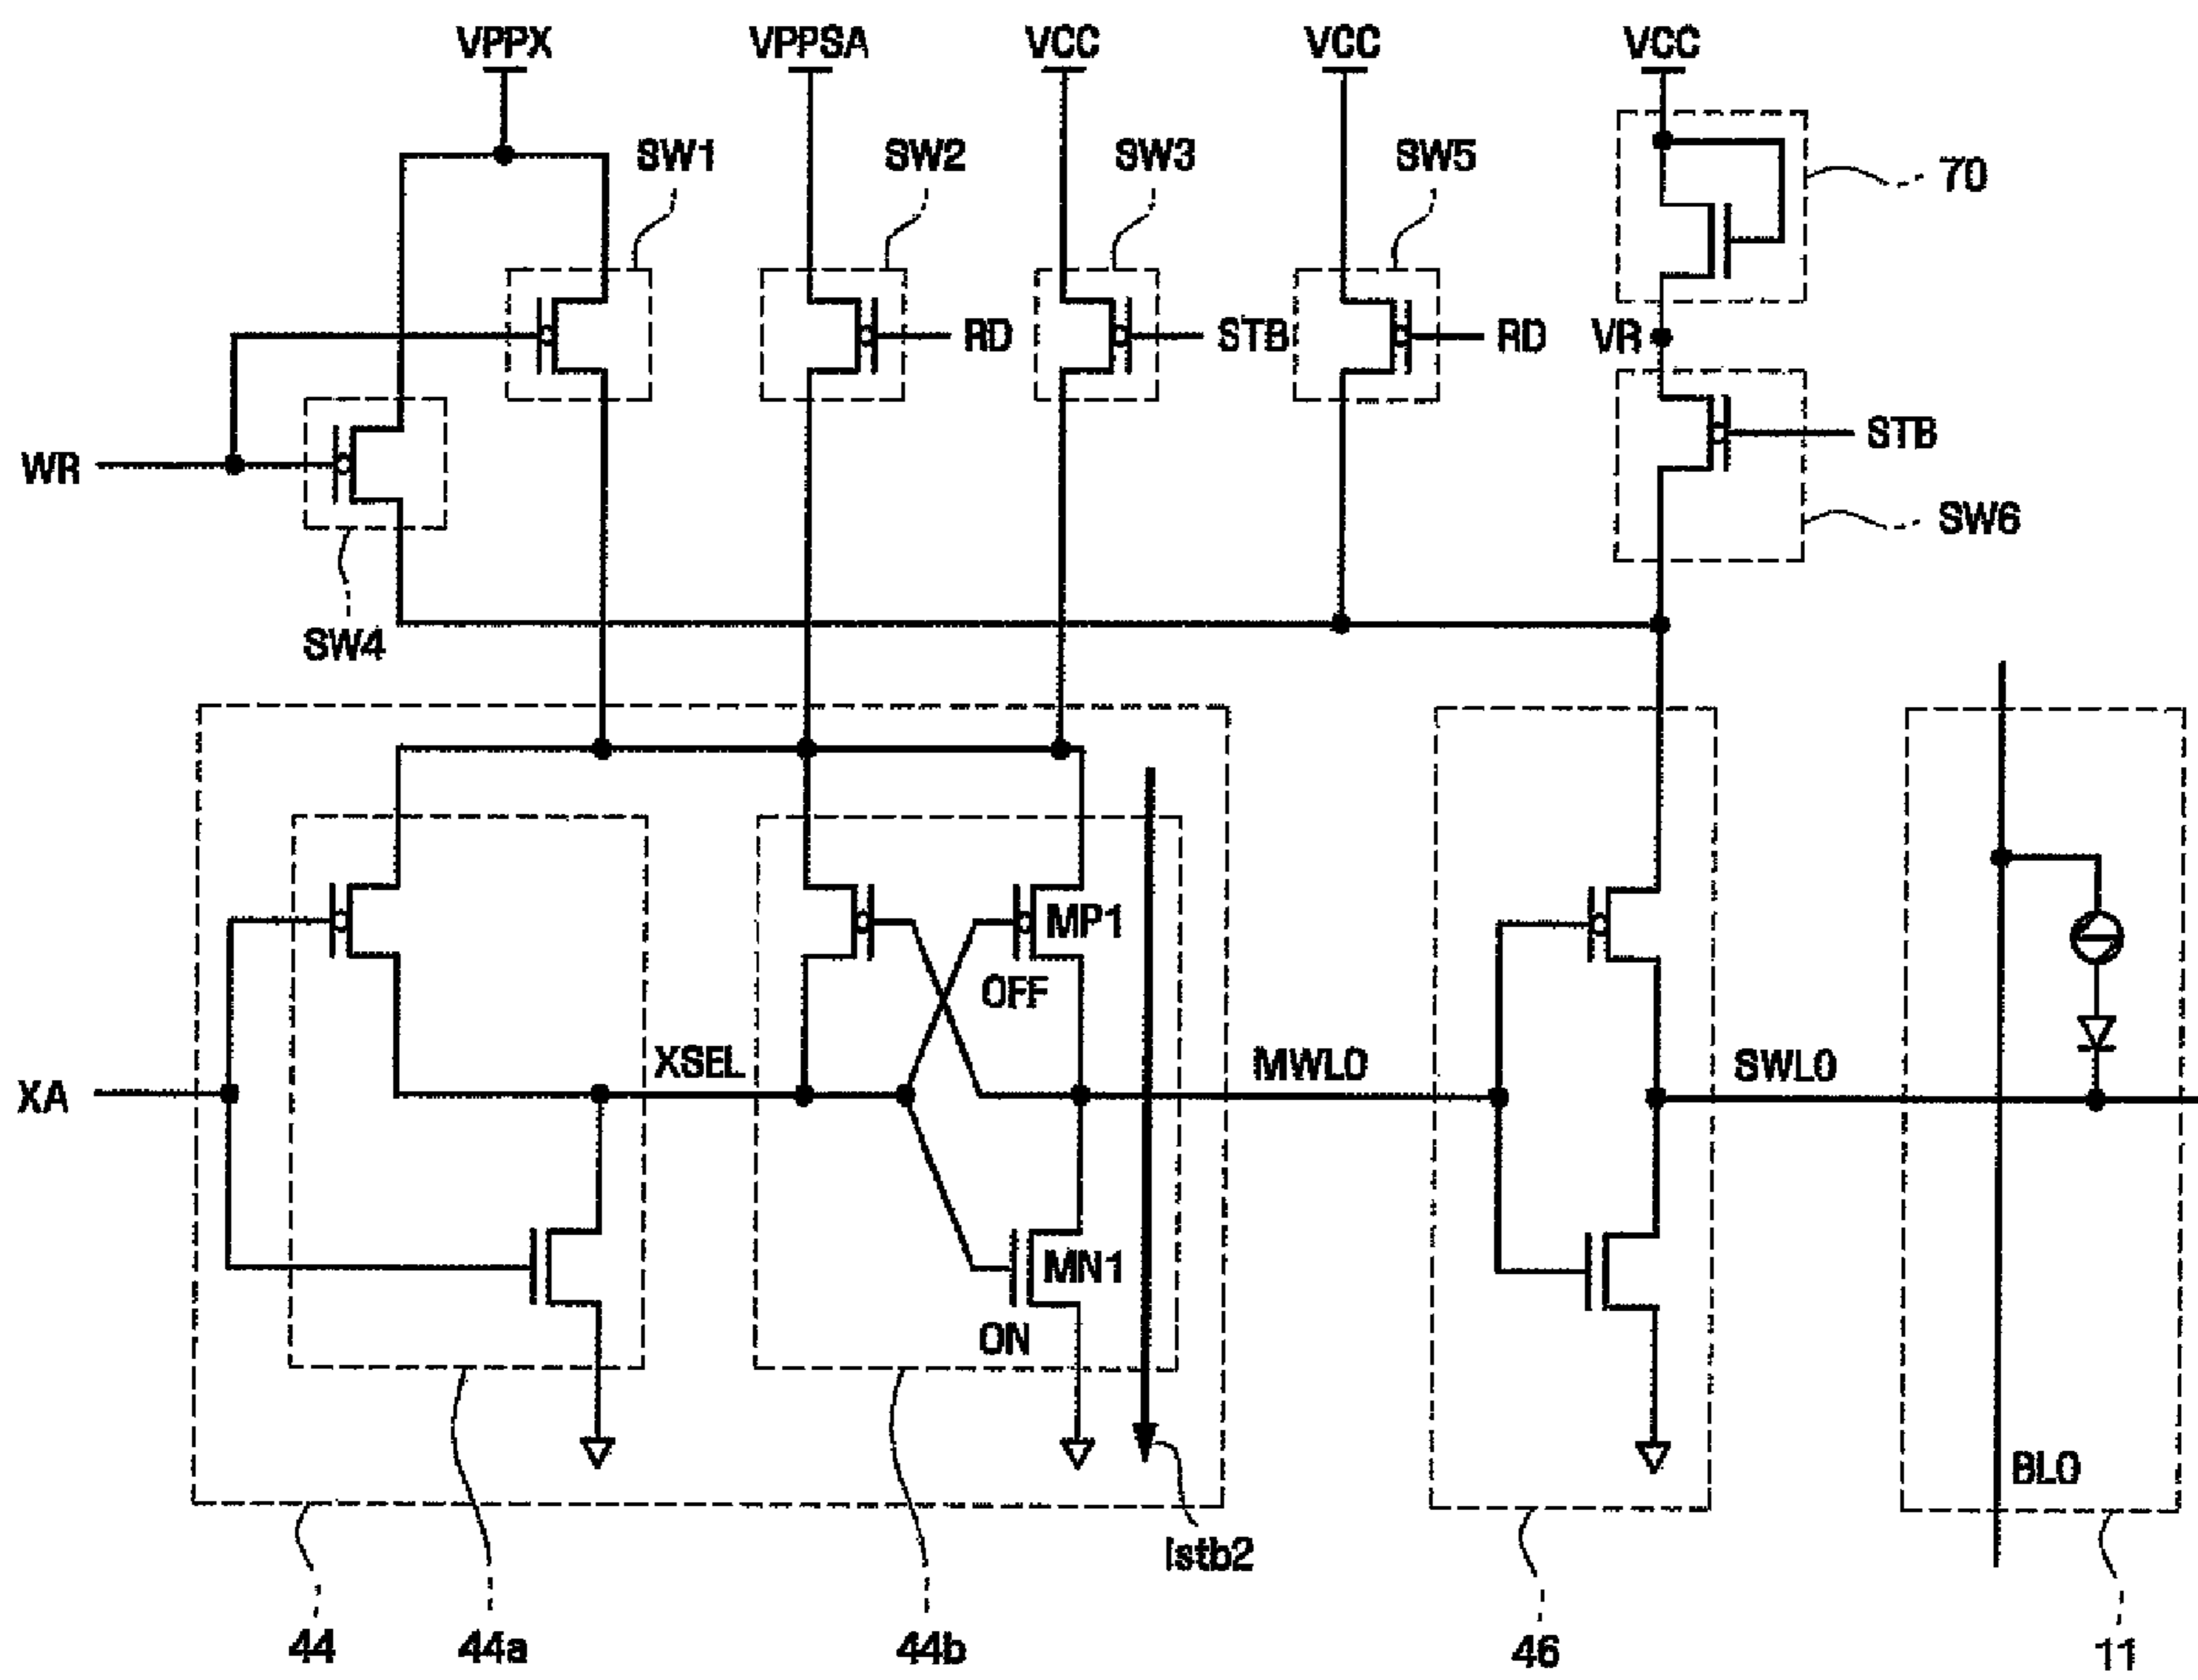 VPPX VPPSA VCC VCC VCC
SW1 SW2 SW3 SW5 70
RD STB RD VR
STB
WR
SW6
SW4
MP1
OFF
XSEL MWL0 SWL0
XA
MN1
ON
BL0
Istb2
44 44a 44b 46 11